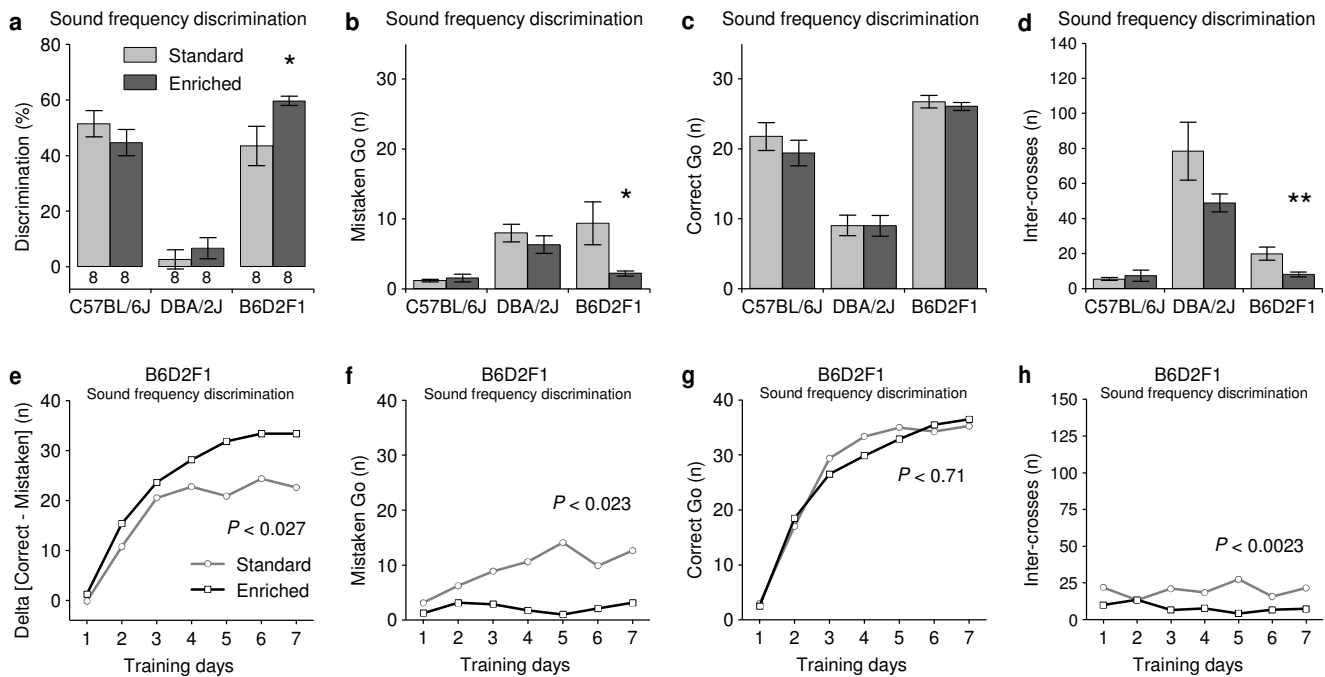 a
Sound frequency discrimination
Discrimination (%)
80
60
40
20
0
Standard
Enriched
*
8 8 8 8 8 8
C57BL/6J DBA/2J B6D2F1
b
Sound frequency discrimination
Mistaken Go (n)
30
20
10
0
*
C57BL/6J DBA/2J B6D2F1
c
Sound frequency discrimination
Correct Go (n)
30
20
10
0
C57BL/6J DBA/2J B6D2F1
d
Sound frequency discrimination
Inter-crosses (n)
140
120
100
80
60
40
20
0
**
C57BL/6J DBA/2J B6D2F1
e
B6D2F1
Sound frequency discrimination
Delta [Correct - Mistaken] (n)
40
30
20
10
0
P < 0.027
Standard
Enriched
1 2 3 4 5 6 7
Training days
f
B6D2F1
Sound frequency discrimination
Mistaken Go (n)
40
30
20
10
0
P < 0.023
1 2 3 4 5 6 7
Training days
g
B6D2F1
Sound frequency discrimination
Correct Go (n)
40
30
20
10
0
P < 0.71
1 2 3 4 5 6 7
Training days
h
B6D2F1
Sound frequency discrimination
Inter-crosses (n)
150
125
100
75
50
25
0
P < 0.0023
1 2 3 4 5 6 7
Training days